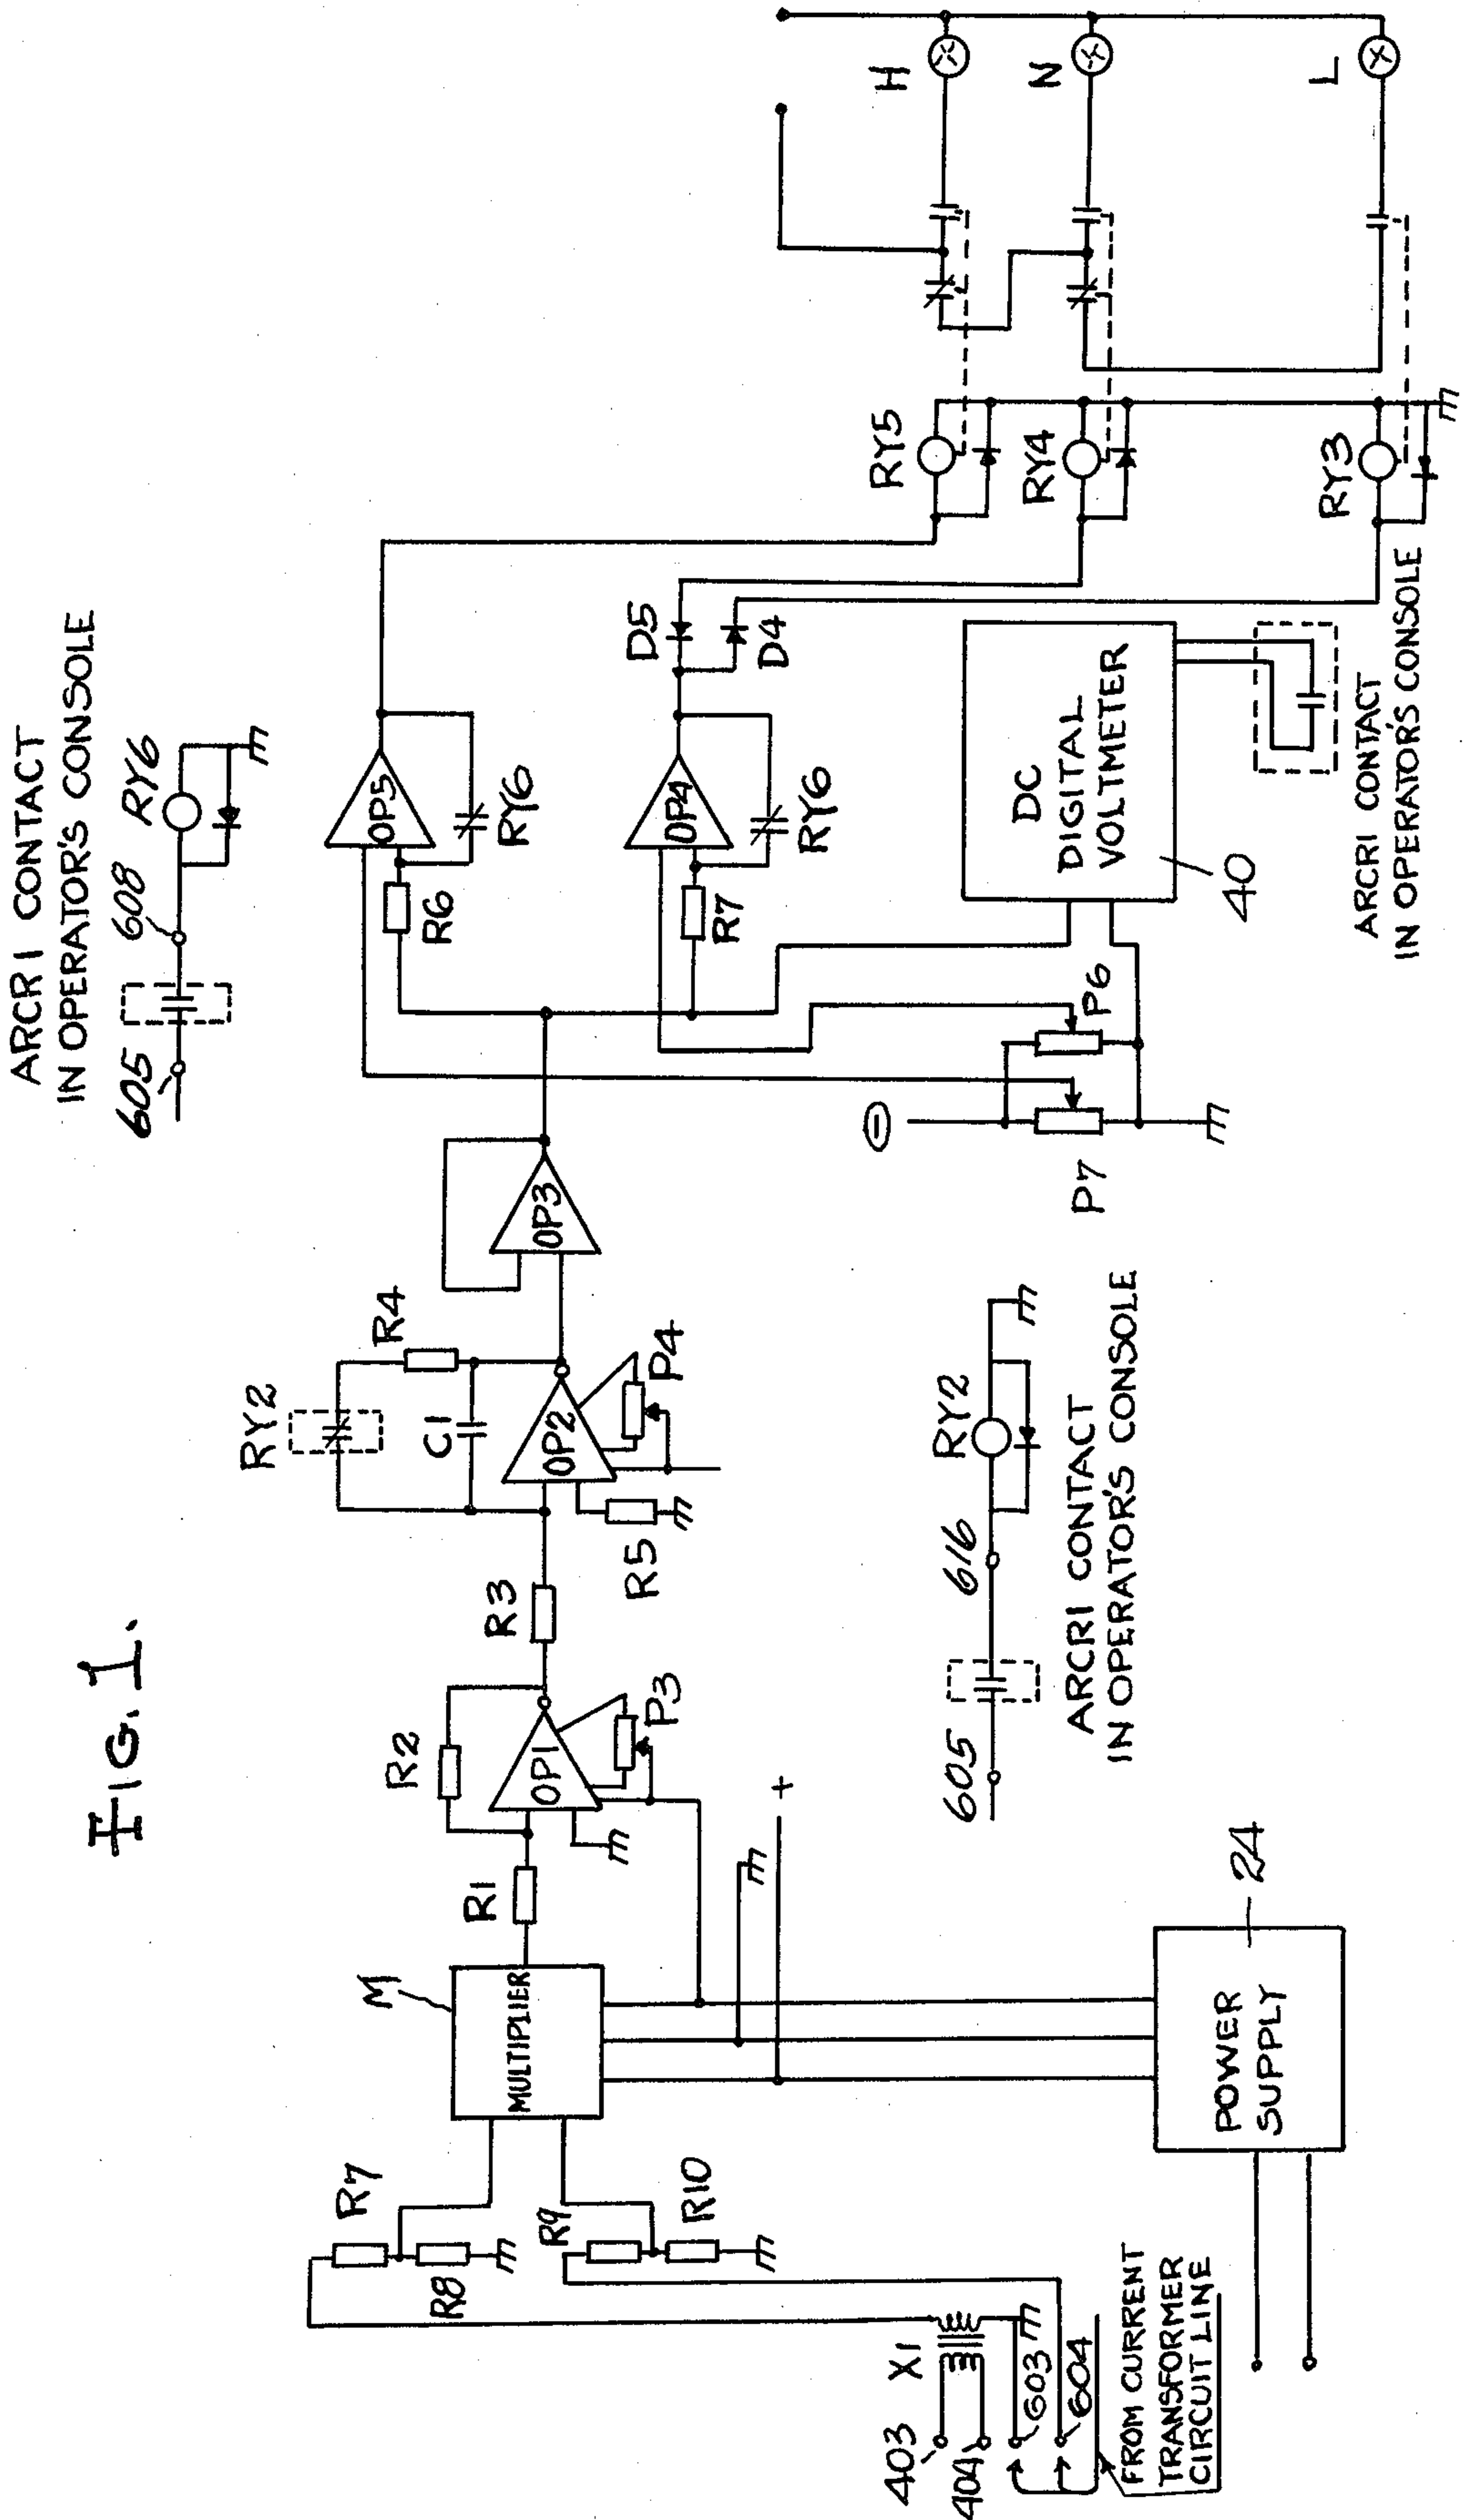 FIG. 1.
403
404
X1
603
604
FROM CURRENT
TRANSFORMER
CIRCUIT LINE
R7
R8
R9
R10
M
MULTIPLIER
POWER
SUPPLY
24
+
R1
R2
OP1
P3
R3
RY2
R4
C1
OP2
P4
R5
605
616
RY2
ARCRI CONTACT
IN OPERATOR'S CONSOLE
OP3
ARCRI CONTACT
IN OPERATOR'S CONSOLE
605
608
RY6
R6
OP5
RY6
R7
OP4
RY6
D5
D4
P7
P6
DC
DIGITAL
VOLTMETER
40
ARCRI CONTACT
IN OPERATOR'S CONSOLE
RY5
RY4
RY3
H
N
L